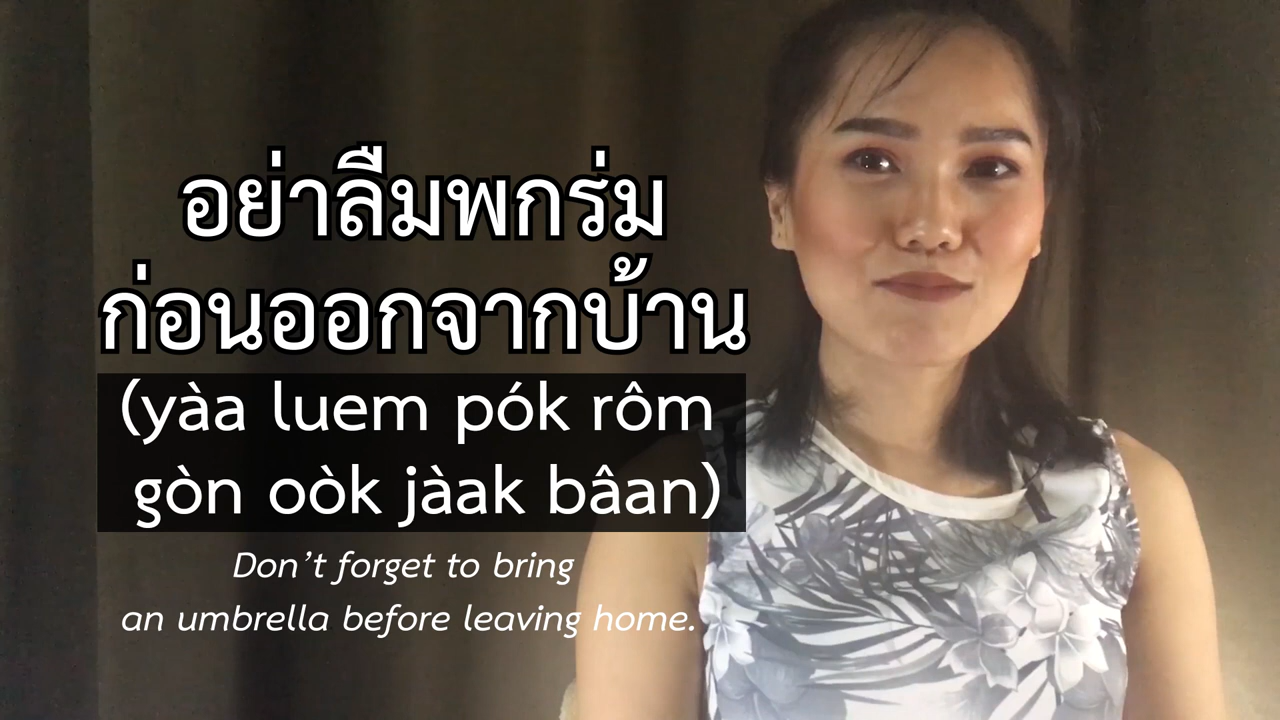 อย่าลืมพกร่ม
ก่อนออกจากบ้าน
(yàa luem pók rôm
gòn oòk jàak bâan)
Don't forget to bring
an umbrella before leaving home.